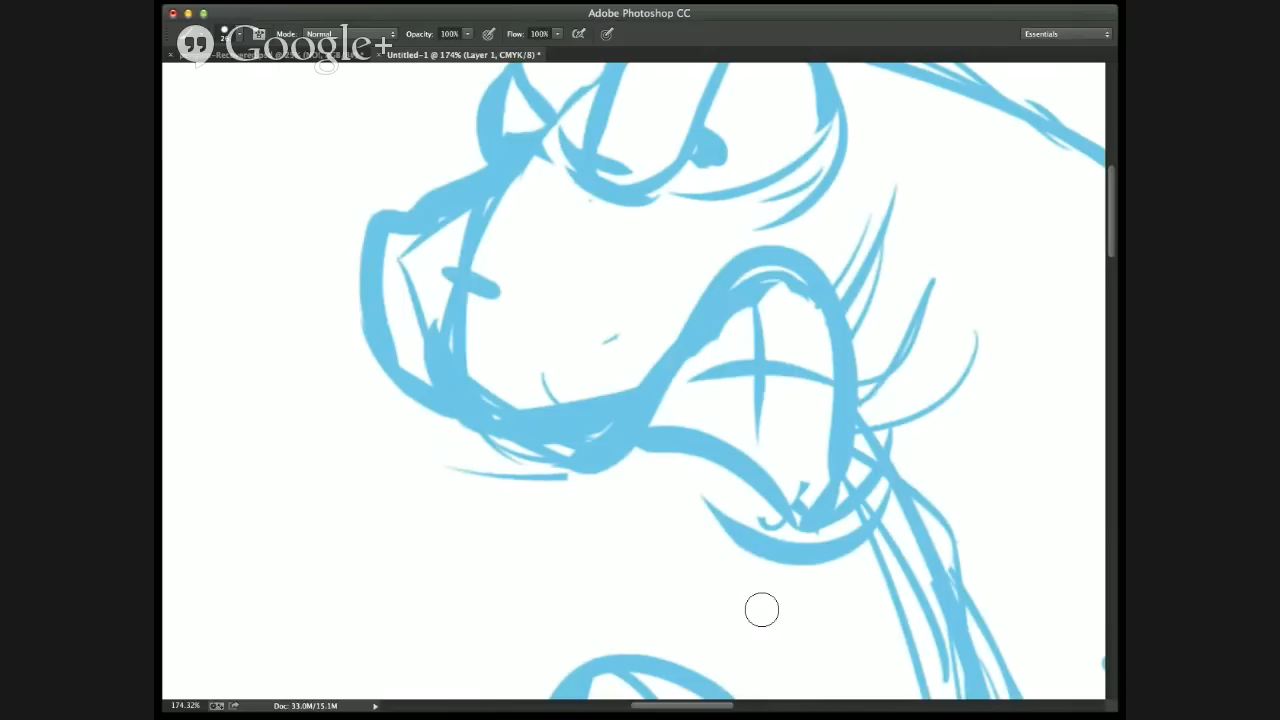 Adobe Photoshop CC
Google+
Mode: Normal Opacity: 100% Flow: 100% Essentials
Untitled-1 @ 174% (Layer 1, CMYK/8) *
174.32% Doc: 33.0M/15.1M